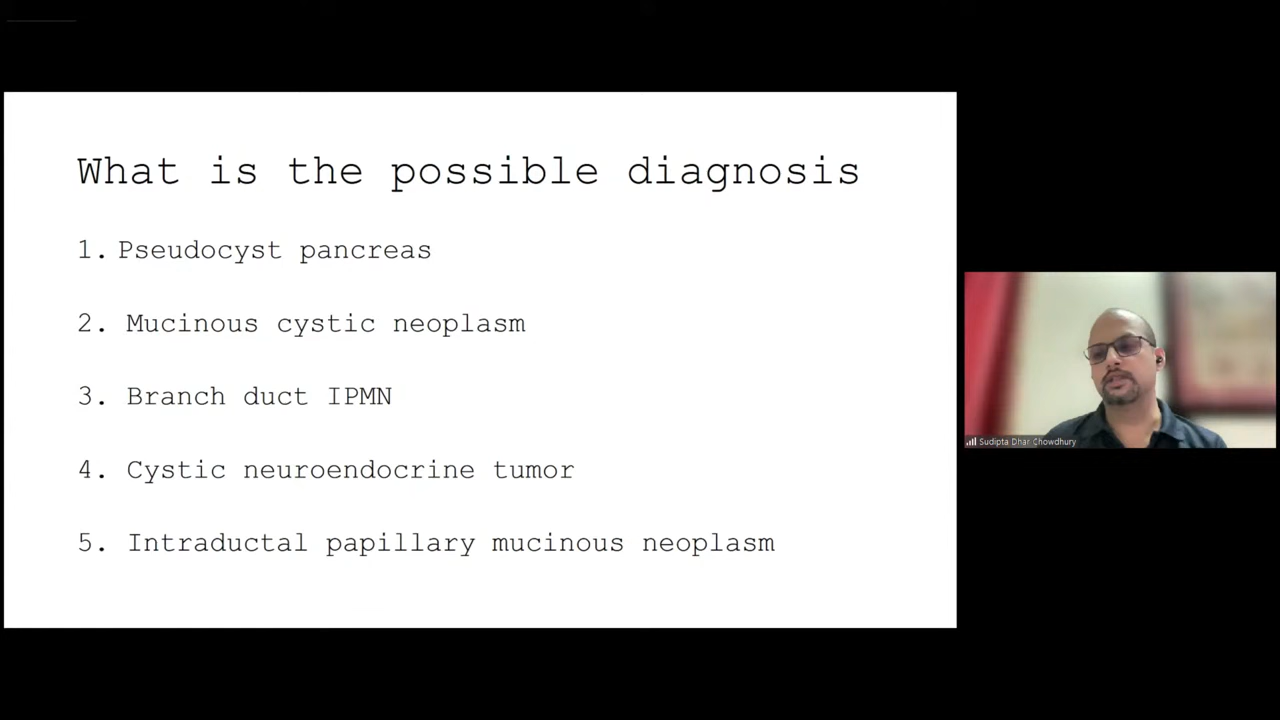 What is the possible diagnosis
1. Pseudocyst pancreas
2. Mucinous cystic neoplasm
3. Branch duct IPMN
4. Cystic neuroendocrine tumor
5. Intraductal papillary mucinous neoplasm
Sudipta Dhar Chowdhury